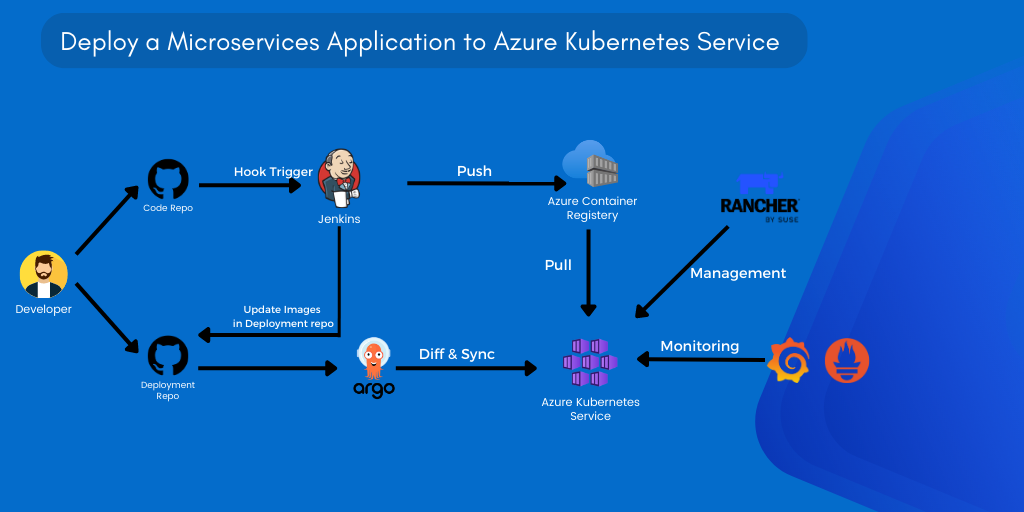 Deploy a Microservices Application to Azure Kubernetes Service
Hook Trigger
Code Repo
Jenkins
Push
Azure Container
Registery
RANCHER
BY SUSE
Pull
Management
Developer
Update Images
in Deployment repo
Deployment
Repo
argo
Diff & Sync
Monitoring
Azure Kubernetes
Service